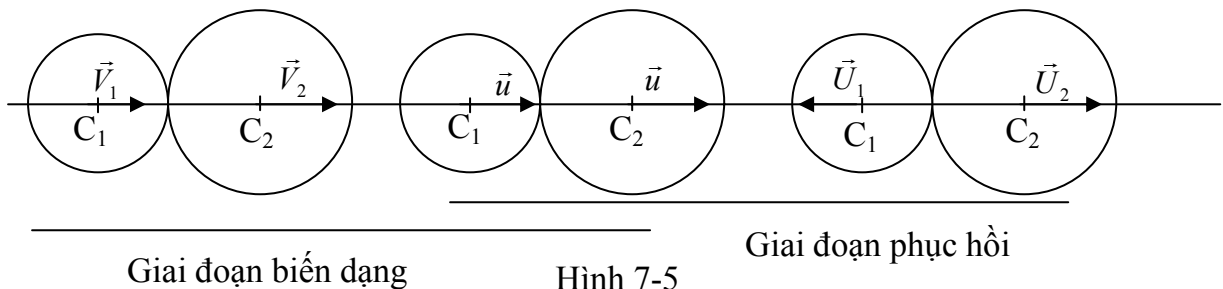 V⃗₁ V⃗₂ u⃗ u⃗ U⃗₁ U⃗₂
C₁ C₂ C₁ C₂ C₁ C₂
Giai đoạn biến dạng
Giai đoạn phục hồi
Hình 7-5